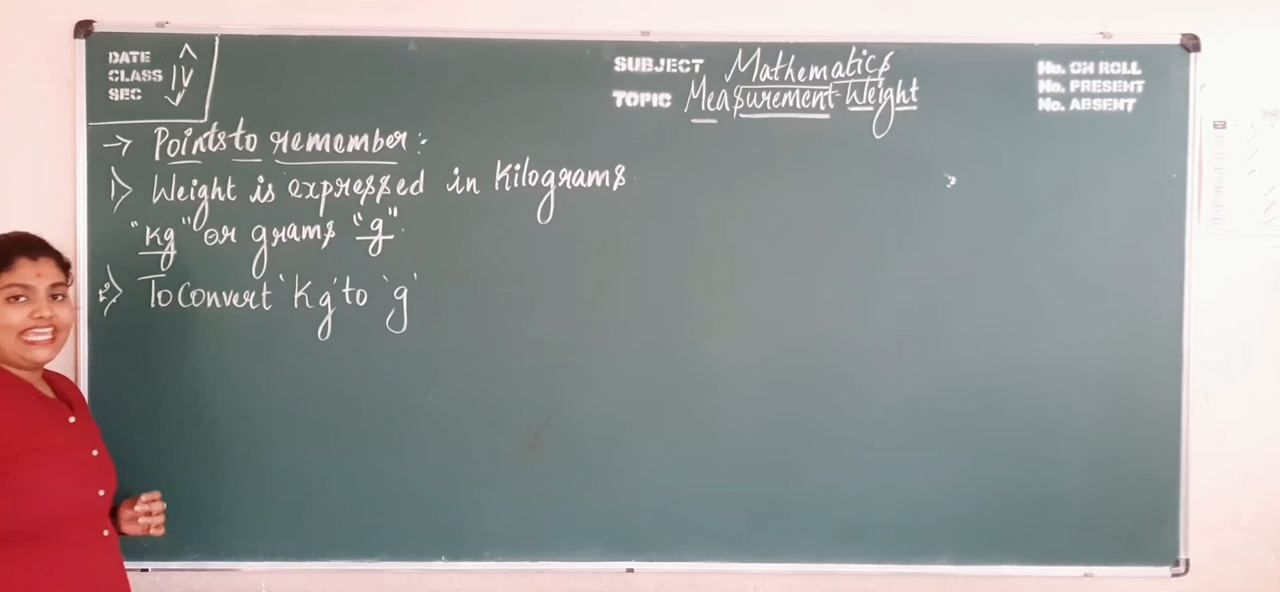 DATE
CLASS IV
SEC
SUBJECT Mathematics
TOPIC Measurement-Weight
No. ON ROLL
No. PRESENT
No. ABSENT
→ Points to remember:-
1) Weight is expressed in Kilograms
"Kg" or grams "g".
2) To Convert 'Kg' to 'g'